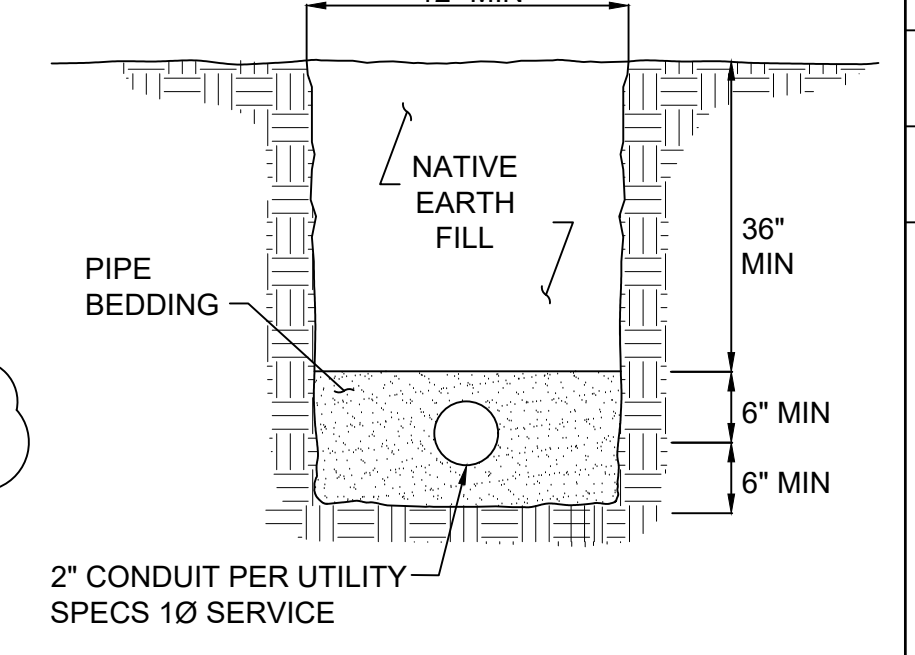 NATIVE
EARTH
FILL
36"
MIN
PIPE
BEDDING
6" MIN
6" MIN
2" CONDUIT PER UTILITY
SPECS 1Ø SERVICE